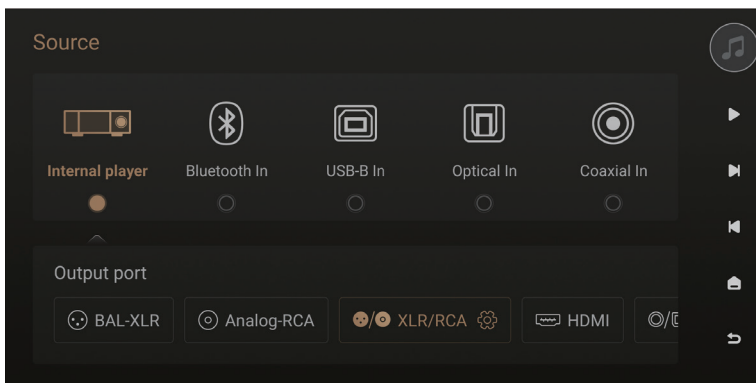 Source
Internal player Bluetooth In USB-B In Optical In Coaxial In
Output port
BAL-XLR Analog-RCA XLR/RCA HDMI